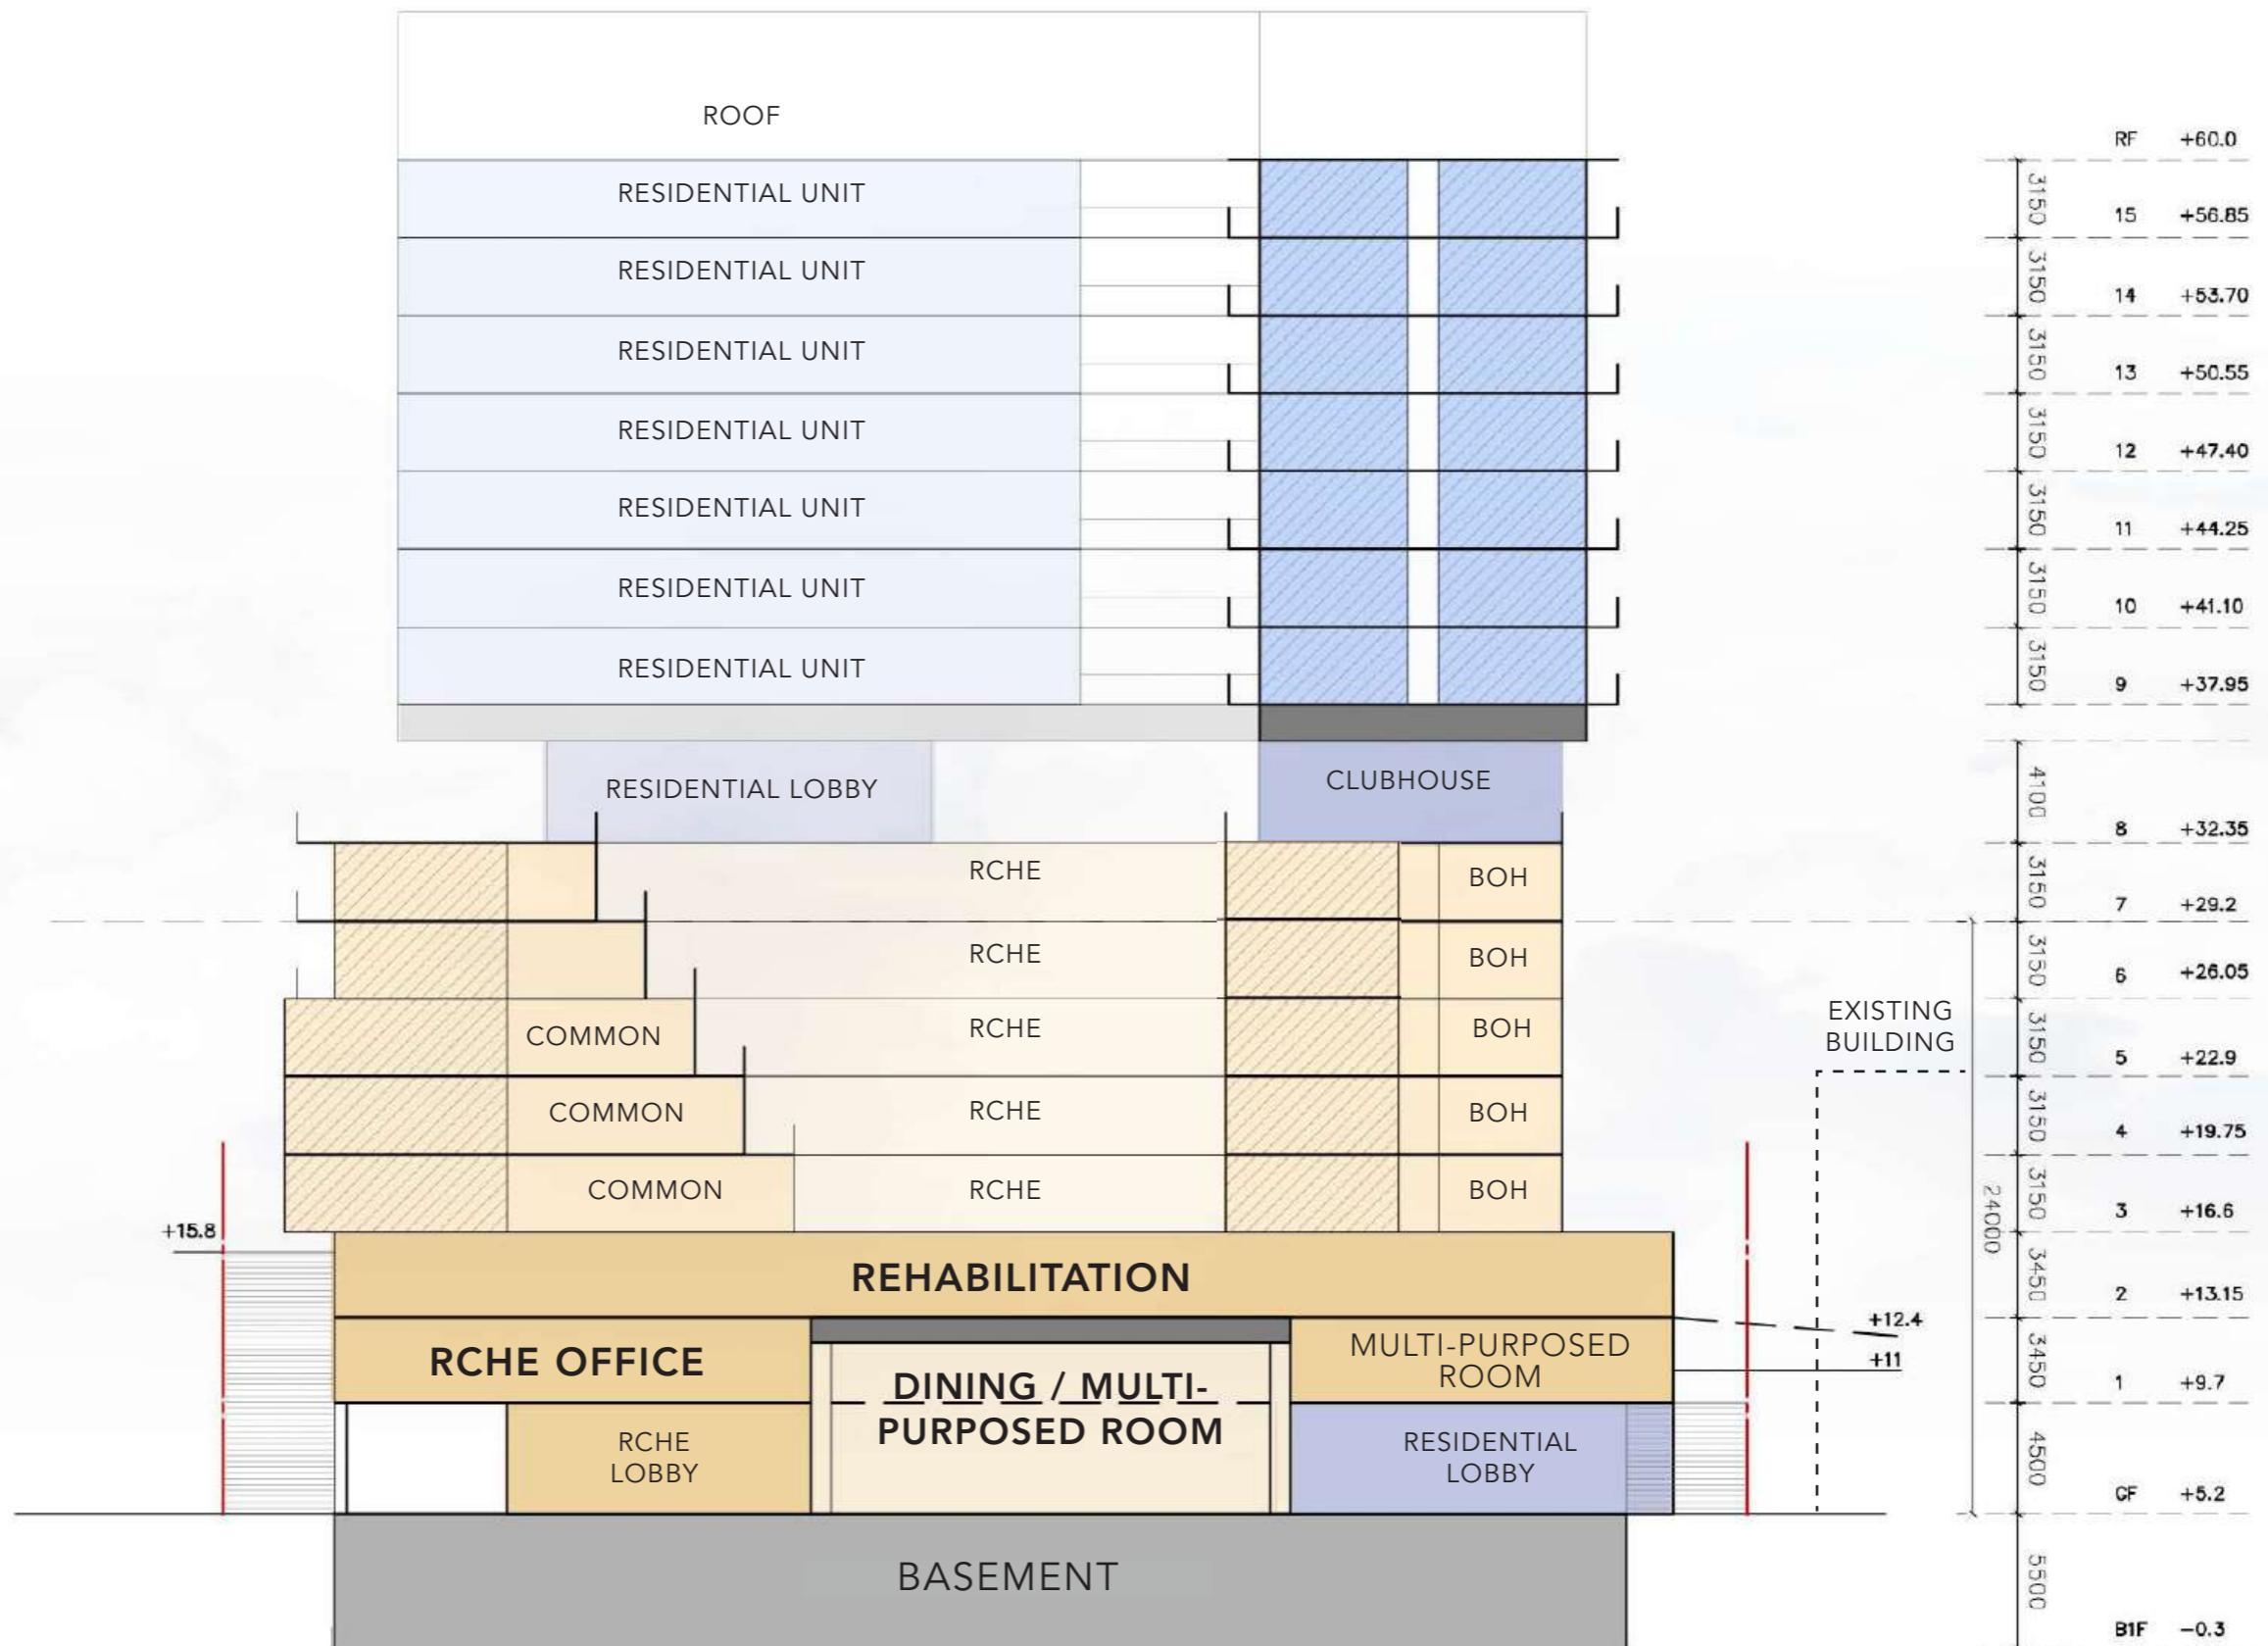 ROOF
RF +60.0
RESIDENTIAL UNIT
3150
15 +56.85
RESIDENTIAL UNIT
3150
14 +53.70
RESIDENTIAL UNIT
3150
13 +50.55
RESIDENTIAL UNIT
3150
12 +47.40
RESIDENTIAL UNIT
3150
11 +44.25
RESIDENTIAL UNIT
3150
10 +41.10
RESIDENTIAL UNIT
3150
9 +37.95
RESIDENTIAL LOBBY
CLUBHOUSE
4100
8 +32.35
RCHE
BOH
3150
7 +29.2
RCHE
BOH
3150
6 +26.05
COMMON
RCHE
BOH
EXISTING
BUILDING
3150
5 +22.9
COMMON
RCHE
BOH
3150
4 +19.75
COMMON
RCHE
BOH
3150
3 +16.6
24000
+15.8
REHABILITATION
3450
2 +13.15
+12.4
RCHE OFFICE
DINING / MULTI-
PURPOSED ROOM
MULTI-PURPOSED
ROOM
+11
3450
1 +9.7
RCHE
LOBBY
RESIDENTIAL
LOBBY
4500
GF +5.2
BASEMENT
5500
B1F −0.3